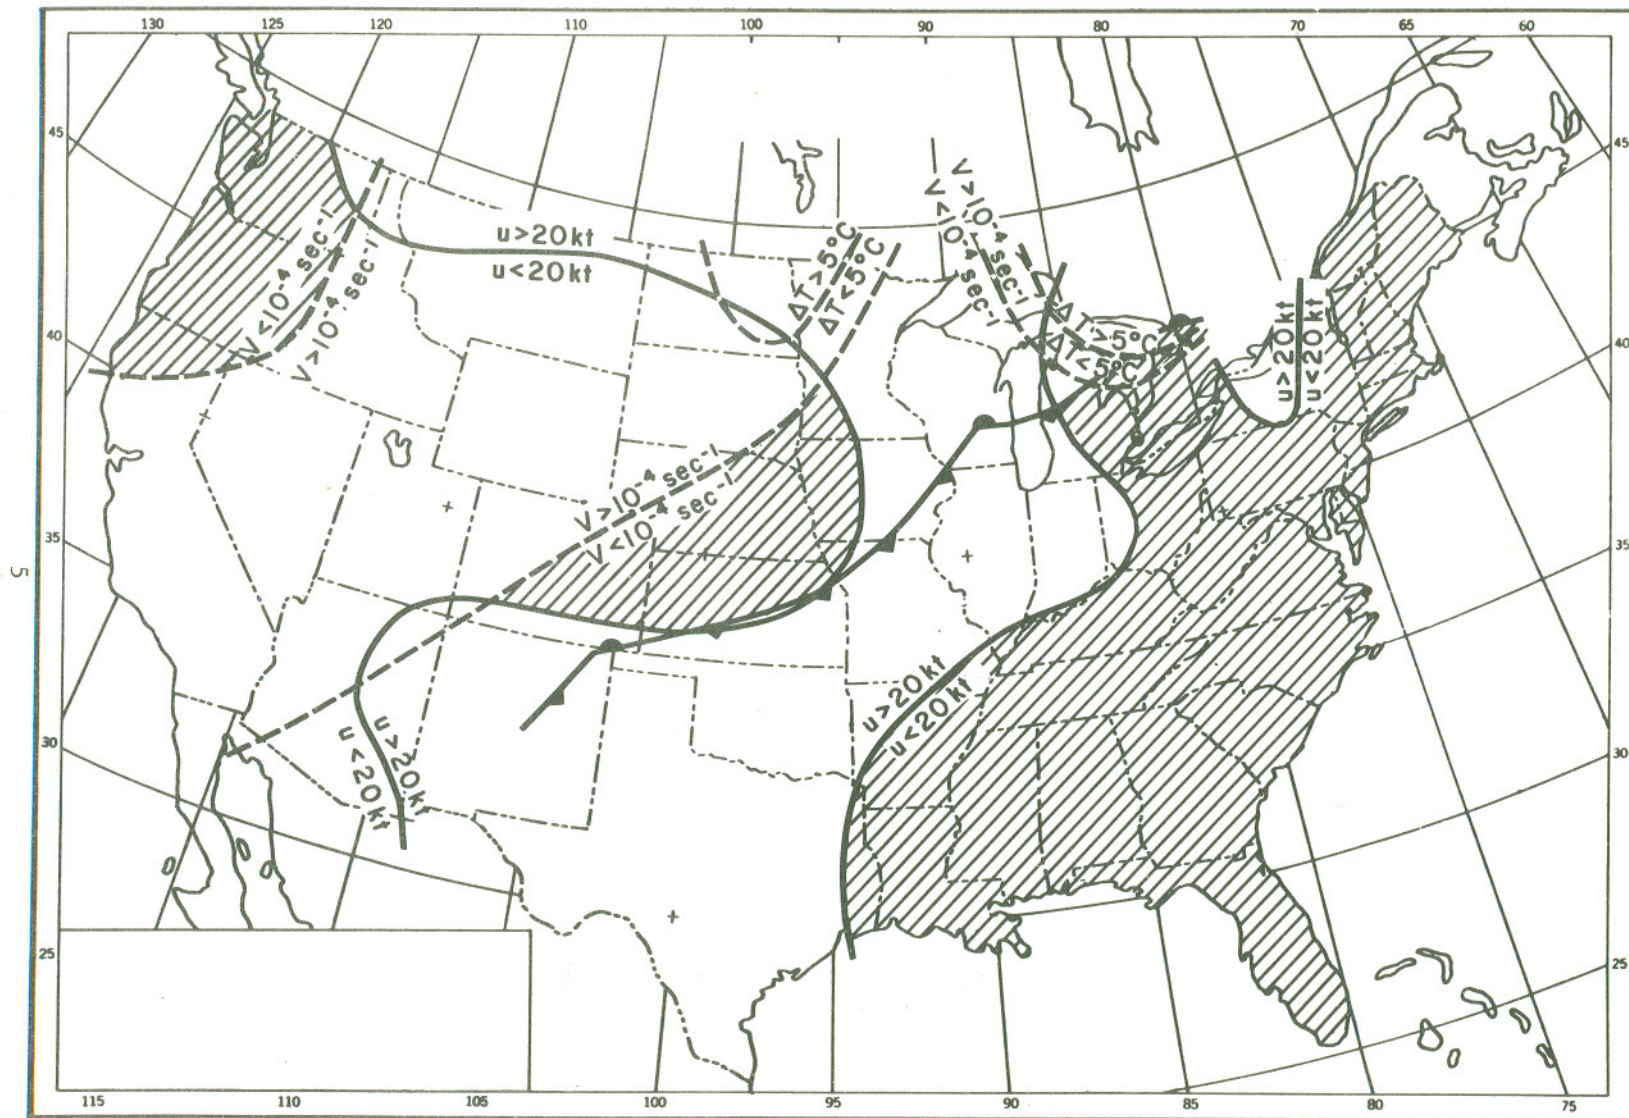 130 125 120 110 100 90 80 70 65 60
45
45
u>20kt
u<20kt
V<10⁻⁴ sec⁻¹
V>10⁻⁴ sec⁻¹
ΔT>5°C
ΔT<5°C
V>10⁻⁴ sec⁻¹
V<10⁻⁴ sec⁻¹
Δ >5°C
ΔT<5°C
u>20kt
u<20kt
40
40
V>10⁻⁴ sec⁻¹
V<10⁻⁴ sec⁻¹
35
35
5
u>20kt
u<20kt
u>20kt
u<20kt
30
30
25
25
115 110 105 100 95 90 85 80 75